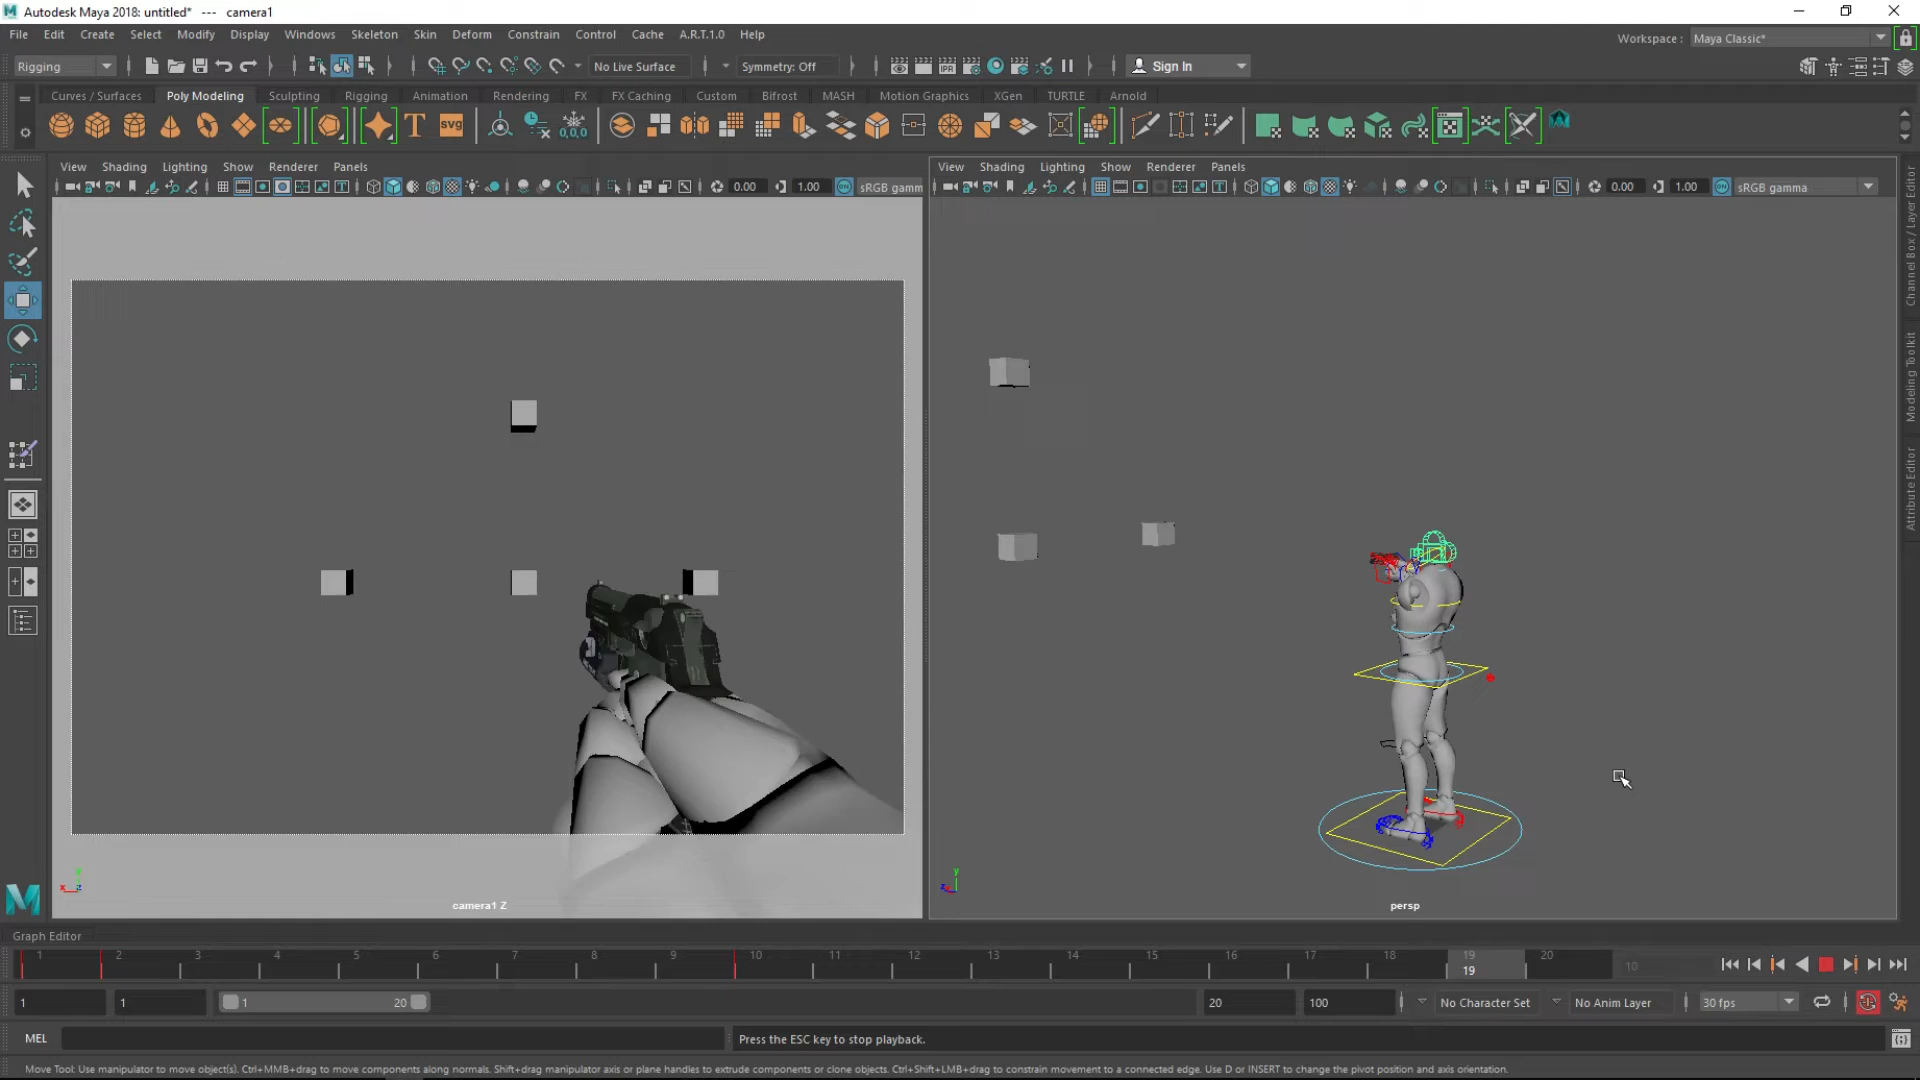 Autodesk Maya 2018: untitled* --- camera1
File Edit Create Select Modify Display Windows Skeleton Skin Deform Constrain Control Cache A.R.T.1.0 Help
Workspace : Maya Classic*
Rigging
No Live Surface
Symmetry: Off
Sign In
Curves / Surfaces Poly Modeling Sculpting Rigging Animation Rendering FX FX Caching Custom Bifrost MASH Motion Graphics XGen TURTLE Arnold
T svg
0,0,0
IPR
View Shading Lighting Show Renderer Panels
View Shading Lighting Show Renderer Panels
0.00 1.00 sRGB gamm
0.00 1.00 sRGB gamma
Channel Box / Layer Editor
Modeling Toolkit
Attribute Editor
y
x z
camera1 Z
y
z
persp
Graph Editor
1 2 3 4 5 6 7 8 9 10 11 12 13 14 15 16 17 18 19 20
19
10
1 1 1 20 20 100 No Character Set No Anim Layer 30 fps
MEL Press the ESC key to stop playback.
Move Tool: Use manipulator to move object(s). Ctrl+MMB+drag to move components along normals. Shift+drag manipulator axis or plane handles to extrude components or clone objects. Ctrl+Shift+LMB+drag to constrain movement to a connected edge. Use D or INSERT to change the pivot position and axis orientation.